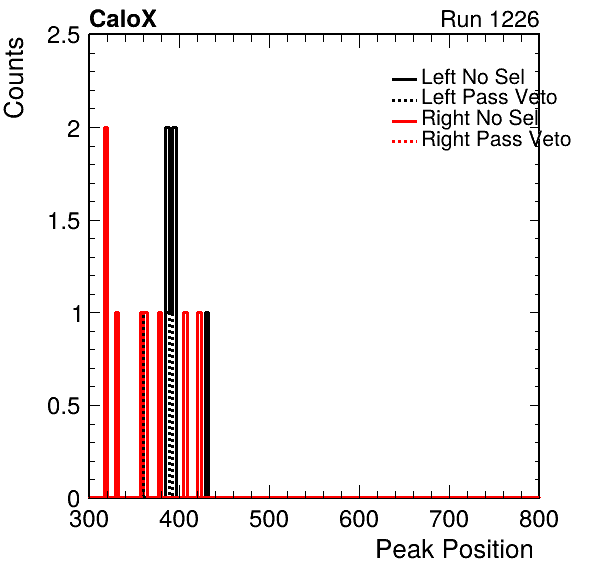 CaloX Run 1226
Counts
2.5
2
1.5
1
0.5
0
Left No Sel
Left Pass Veto
Right No Sel
Right Pass Veto
300 400 500 600 700 800
Peak Position